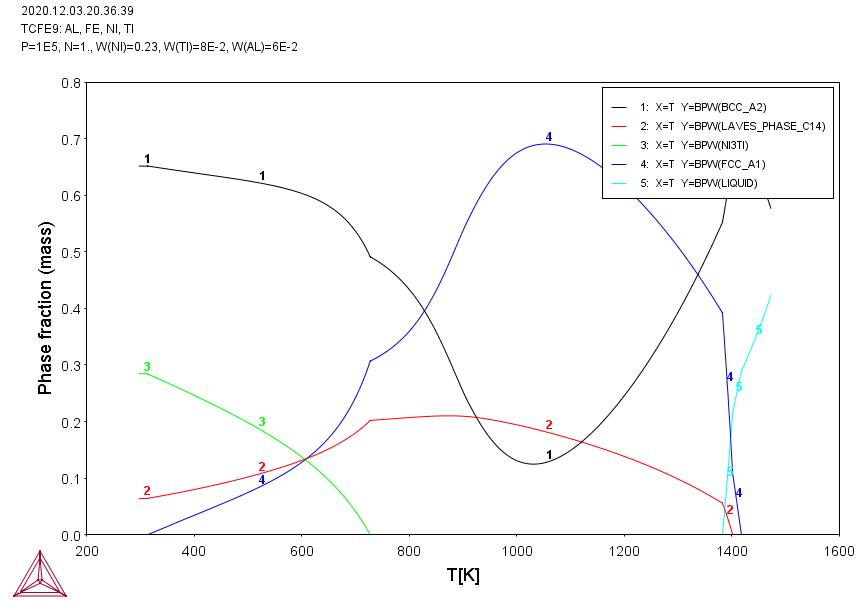 2020.12.03.20.36.39
TCFE9: AL, FE, NI, TI
P=1E5, N=1., W(NI)=0.23, W(TI)=8E-2, W(AL)=6E-2
0.8
0.7
0.6
0.5
0.4
0.3
0.2
0.1
0.0
Phase fraction (mass)
1: X=T Y=BPW(BCC_A2)
2: X=T Y=BPW(LAVES_PHASE_C14)
3: X=T Y=BPW(NI3TI)
4: X=T Y=BPW(FCC_A1)
5: X=T Y=BPW(LIQUID)
4
1
1
5
3
4
5
3
2
1
2
4
5
2
4
2
200 400 600 800 1000 1200 1400 1600
T[K]